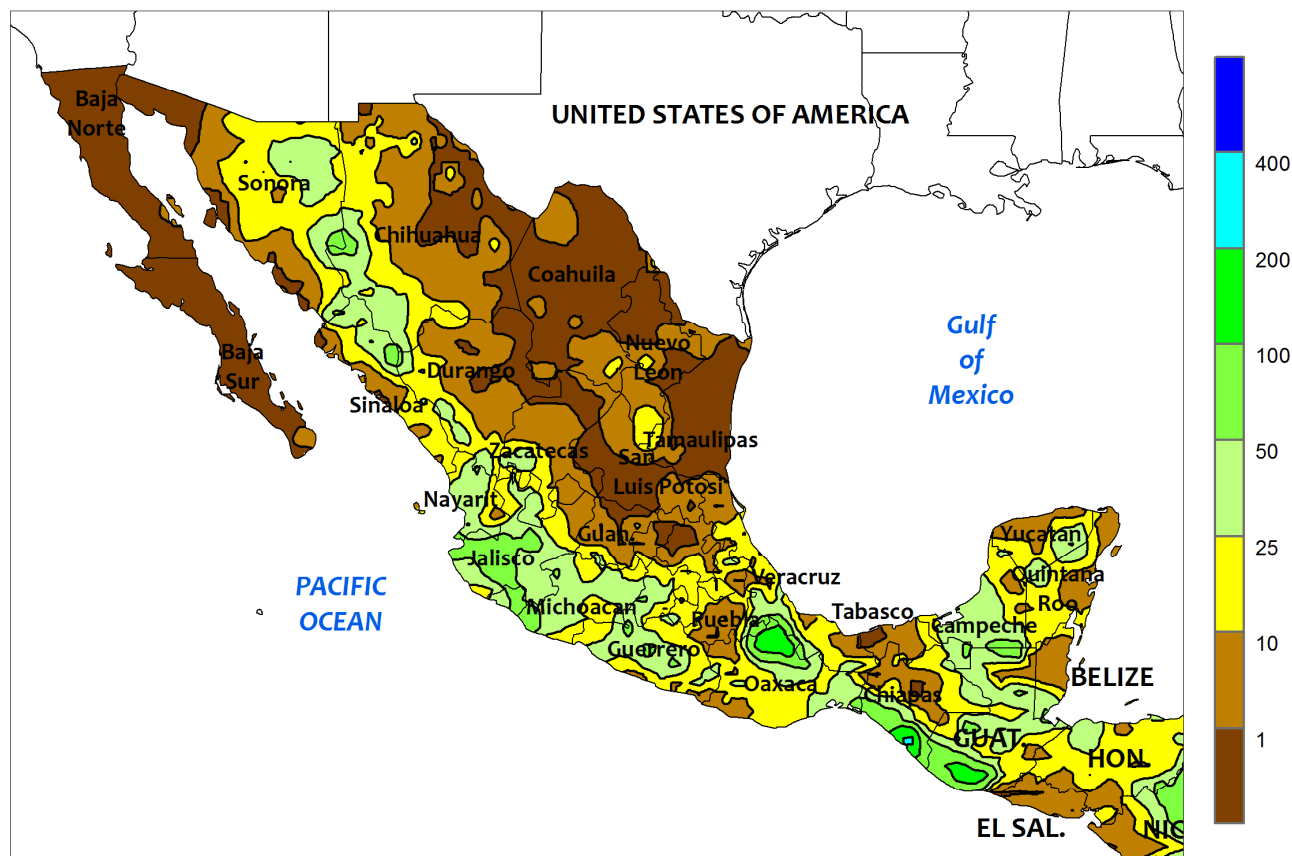 UNITED STATES OF AMERICA
Baja
Norte
Sonora
Chihuahua
Coahuila
Nuevo
Leon
Baja
Sur
Durango
Sinaloa
Tamaulipas
Zacatecas
San
Luis Potosi
Nayarit
Guan.
Jalisco
Michoacan
Veracruz
Puebla
Guerrero
Oaxaca
Tabasco
Chiapas
Campeche
Yucatan
Quintana
Roo
Gulf
of
Mexico
PACIFIC
OCEAN
BELIZE
GUAT.
HON.
EL SAL.
NIC
400
200
100
50
25
10
1